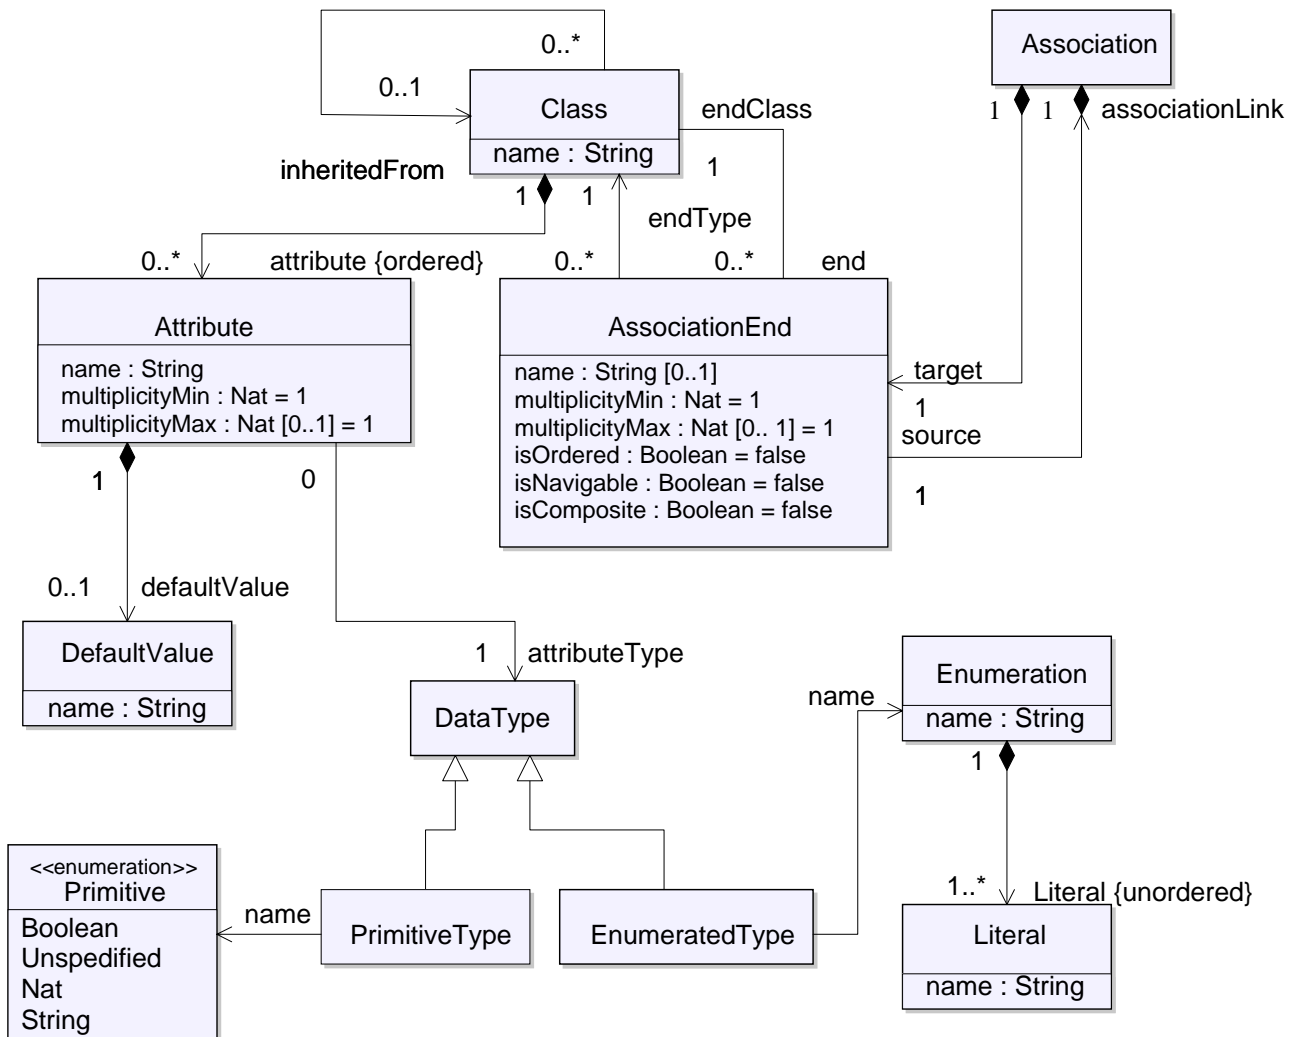 0..*
Association
0..1
Class
endClass
1
1
associationLink
name : String
inheritedFrom
1
1
1
endType
0..*
attribute {ordered}
0..*
0..*
end
Attribute
AssociationEnd
name : String
multiplicityMin : Nat = 1
multiplicityMax : Nat [0..1] = 1
name : String [0..1]
multiplicityMin : Nat = 1
multiplicityMax : Nat [0.. 1] = 1
isOrdered : Boolean = false
isNavigable : Boolean = false
isComposite : Boolean = false
target
1
source
1
1
0
0..1
defaultValue
DefaultValue
name : String
1
attributeType
DataType
name
Enumeration
name : String
1
<<enumeration>>
Primitive
Boolean
Unspedified
Nat
String
name
PrimitiveType
EnumeratedType
1..*
Literal {unordered}
Literal
name : String